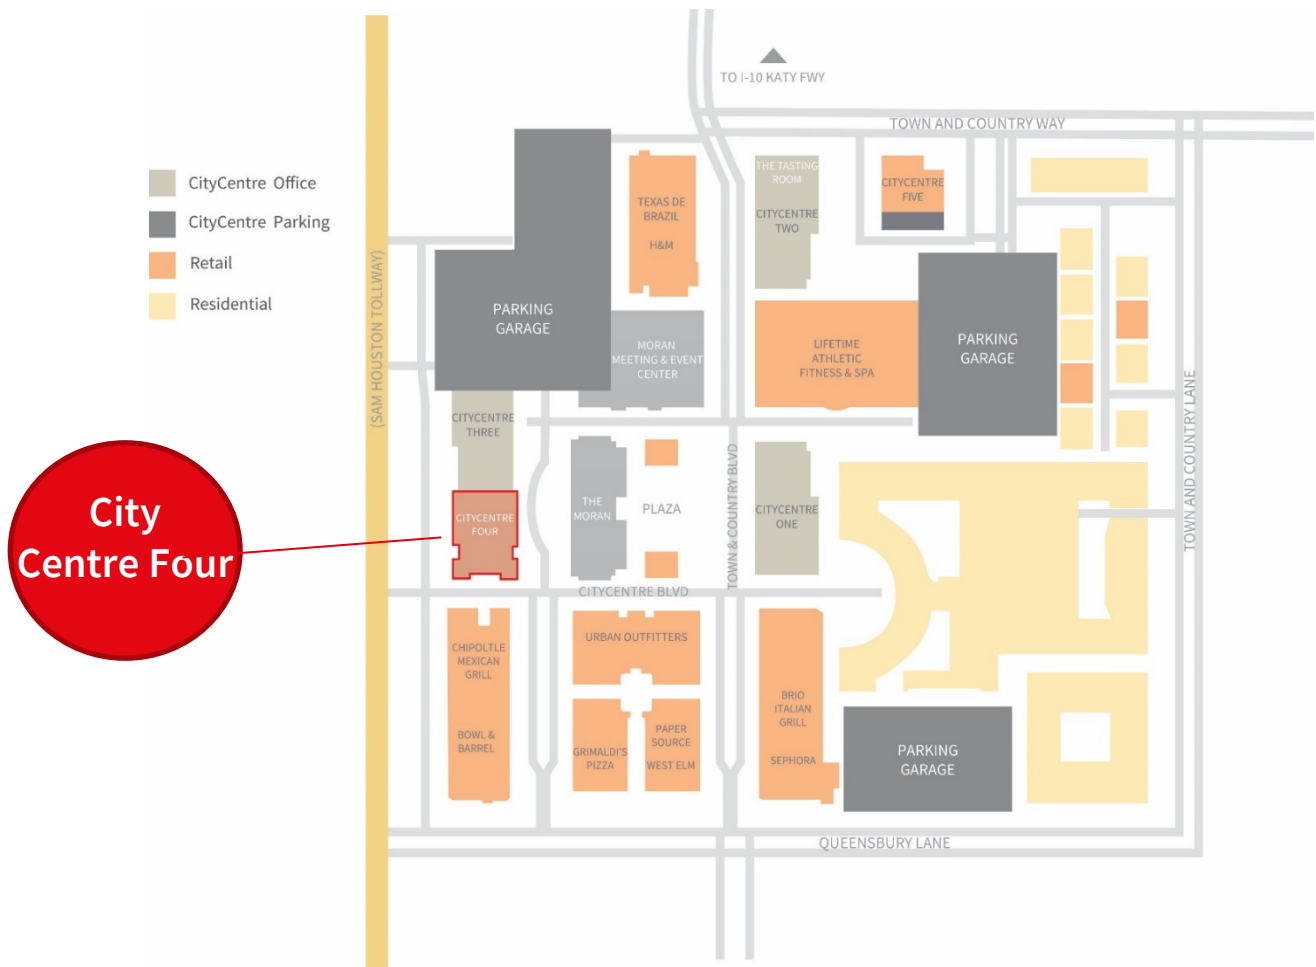 TO I-10 KATY FWY
TOWN AND COUNTRY WAY
CityCentre Office
CityCentre Parking
Retail
Residential
(SAM HOUSTON TOLLWAY)
TEXAS DE
BRAZIL
H&M
THE TASTING
ROOM
CITYCENTRE
TWO
CITYCENTRE
FIVE
PARKING
GARAGE
MORAN
MEETING & EVENT
CENTER
LIFETIME
ATHLETIC
FITNESS & SPA
PARKING
GARAGE
CITYCENTRE
THREE
City
Centre Four
CITYCENTRE
FOUR
THE
MORAN
PLAZA
TOWN & COUNTRY BLVD
CITYCENTRE
ONE
TOWN AND COUNTRY LANE
CITYCENTRE BLVD
CHIPOLTLE
MEXICAN
GRILL
BOWL &
BARREL
URBAN OUTFITTERS
GRIMALDI'S
PIZZA
PAPER
SOURCE
WEST ELM
BRIO
ITALIAN
GRILL
SEPHORA
PARKING
GARAGE
QUEENSBURY LANE